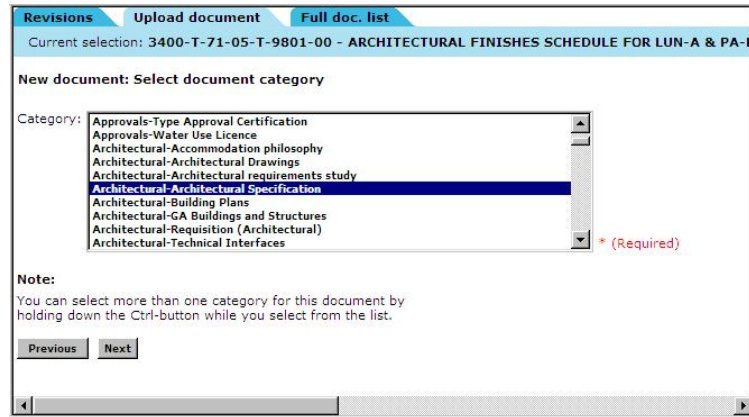 Revisions Upload document Full doc. list
Current selection: 3400-T-71-05-T-9801-00 - ARCHITECTURAL FINISHES SCHEDULE FOR LUN-A & PA-
New document: Select document category
Category:
Approvals-Type Approval Certification
Approvals-Water Use Licence
Architectural-Accommodation philosophy
Architectural-Architectural Drawings
Architectural-Architectural requirements study
Architectural-Architectural Specification
Architectural-Building Plans
Architectural-GA Buildings and Structures
Architectural-Requisition (Architectural)
Architectural-Technical Interfaces
* (Required)
Note:
You can select more than one category for this document by
holding down the Ctrl-button while you select from the list.
Previous Next